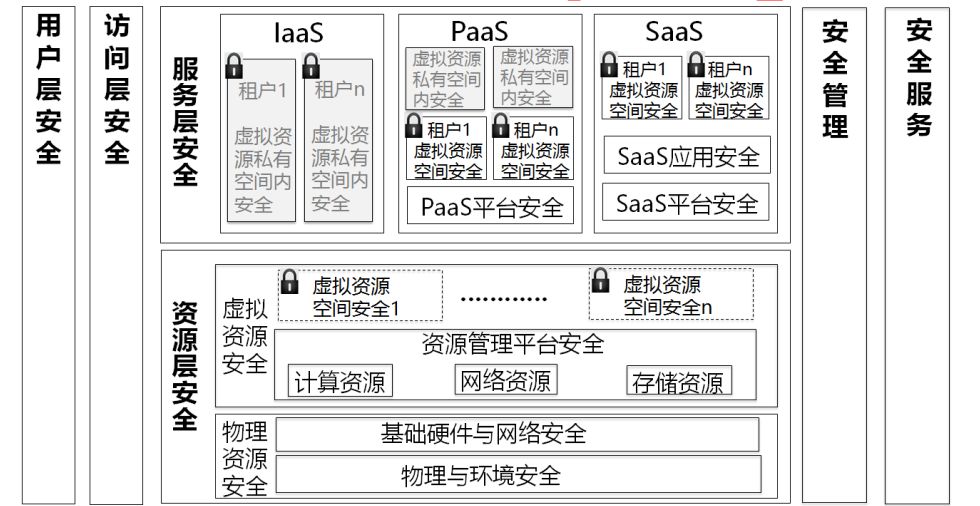 用户层安全
访问层安全
服务层安全
IaaS
租户1
虚拟资
源私有
空间内
安全
租户n
虚拟资
源私有
空间内
安全
PaaS
虚拟资源
私有空间
内安全
虚拟资源
私有空间
内安全
租户1
虚拟资源
空间安全
租户n
虚拟资源
空间安全
PaaS平台安全
SaaS
租户1
虚拟资源
空间安全
租户n
虚拟资源
空间安全
SaaS应用安全
SaaS平台安全
资源层安全
虚拟
资源
安全
虚拟资源
空间安全1
............
虚拟资源
空间安全n
资源管理平台安全
计算资源
网络资源
存储资源
物理
资源
安全
基础硬件与网络安全
物理与环境安全
安全管理
安全服务